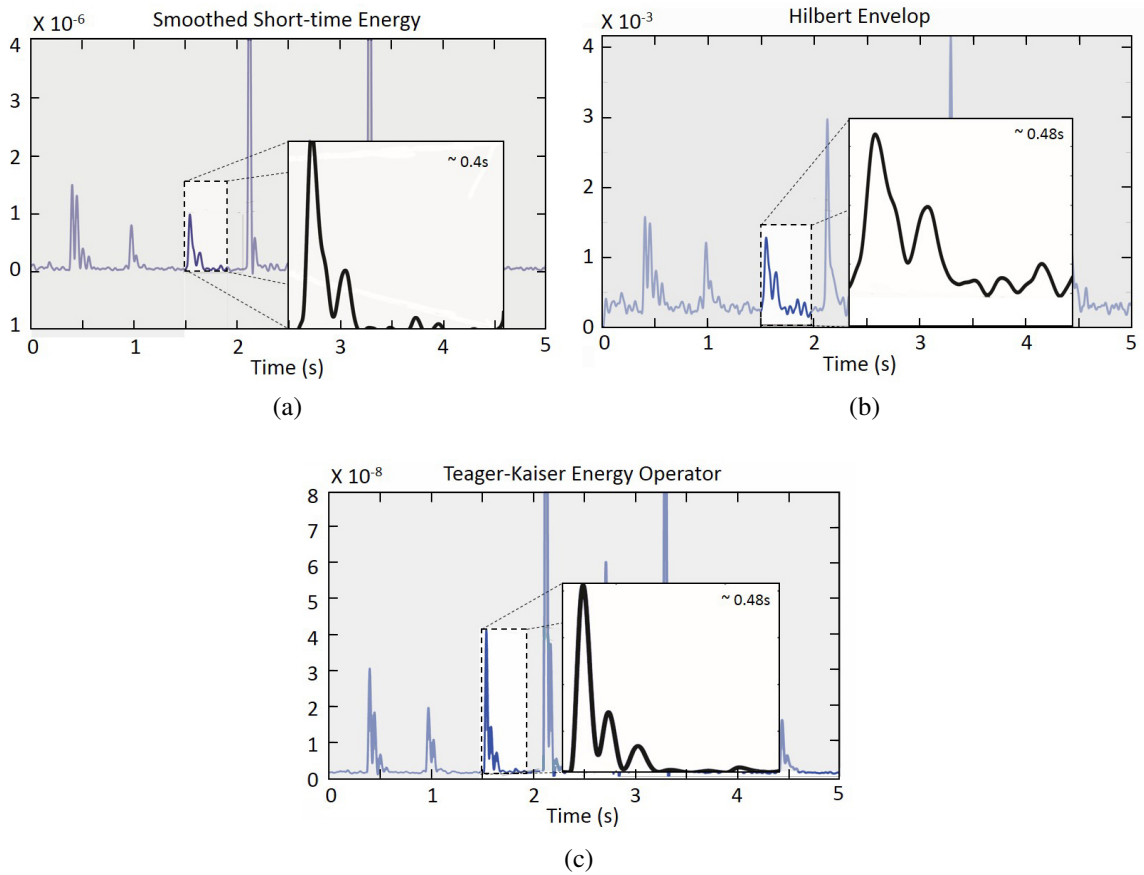 Smoothed Short-time Energy
X 10⁻⁶
4
3
2
1
0
1
~ 0.4s
0 1 2 3 4 5
Time (s)
(a)
Hilbert Envelop
X 10⁻³
4
3
2
1
0
~ 0.48s
0 1 2 3 4 5
Time (s)
(b)
Teager-Kaiser Energy Operator
X 10⁻⁸
8
7
6
5
4
3
2
1
0
~ 0.48s
0 1 2 3 4 5
Time (s)
(c)